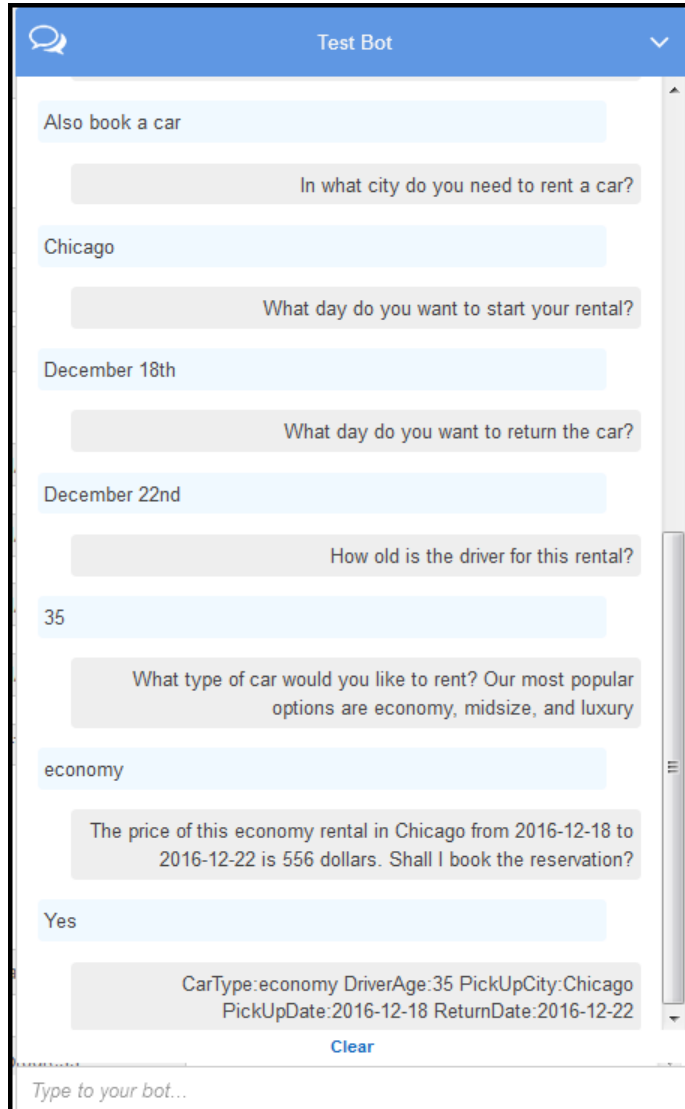 Test Bot
Also book a car
In what city do you need to rent a car?
Chicago
What day do you want to start your rental?
December 18th
What day do you want to return the car?
December 22nd
How old is the driver for this rental?
35
What type of car would you like to rent? Our most popular
options are economy, midsize, and luxury
economy
The price of this economy rental in Chicago from 2016-12-18 to
2016-12-22 is 556 dollars. Shall I book the reservation?
Yes
CarType:economy DriverAge:35 PickUpCity:Chicago
PickUpDate:2016-12-18 ReturnDate:2016-12-22
Clear
Type to your bot...